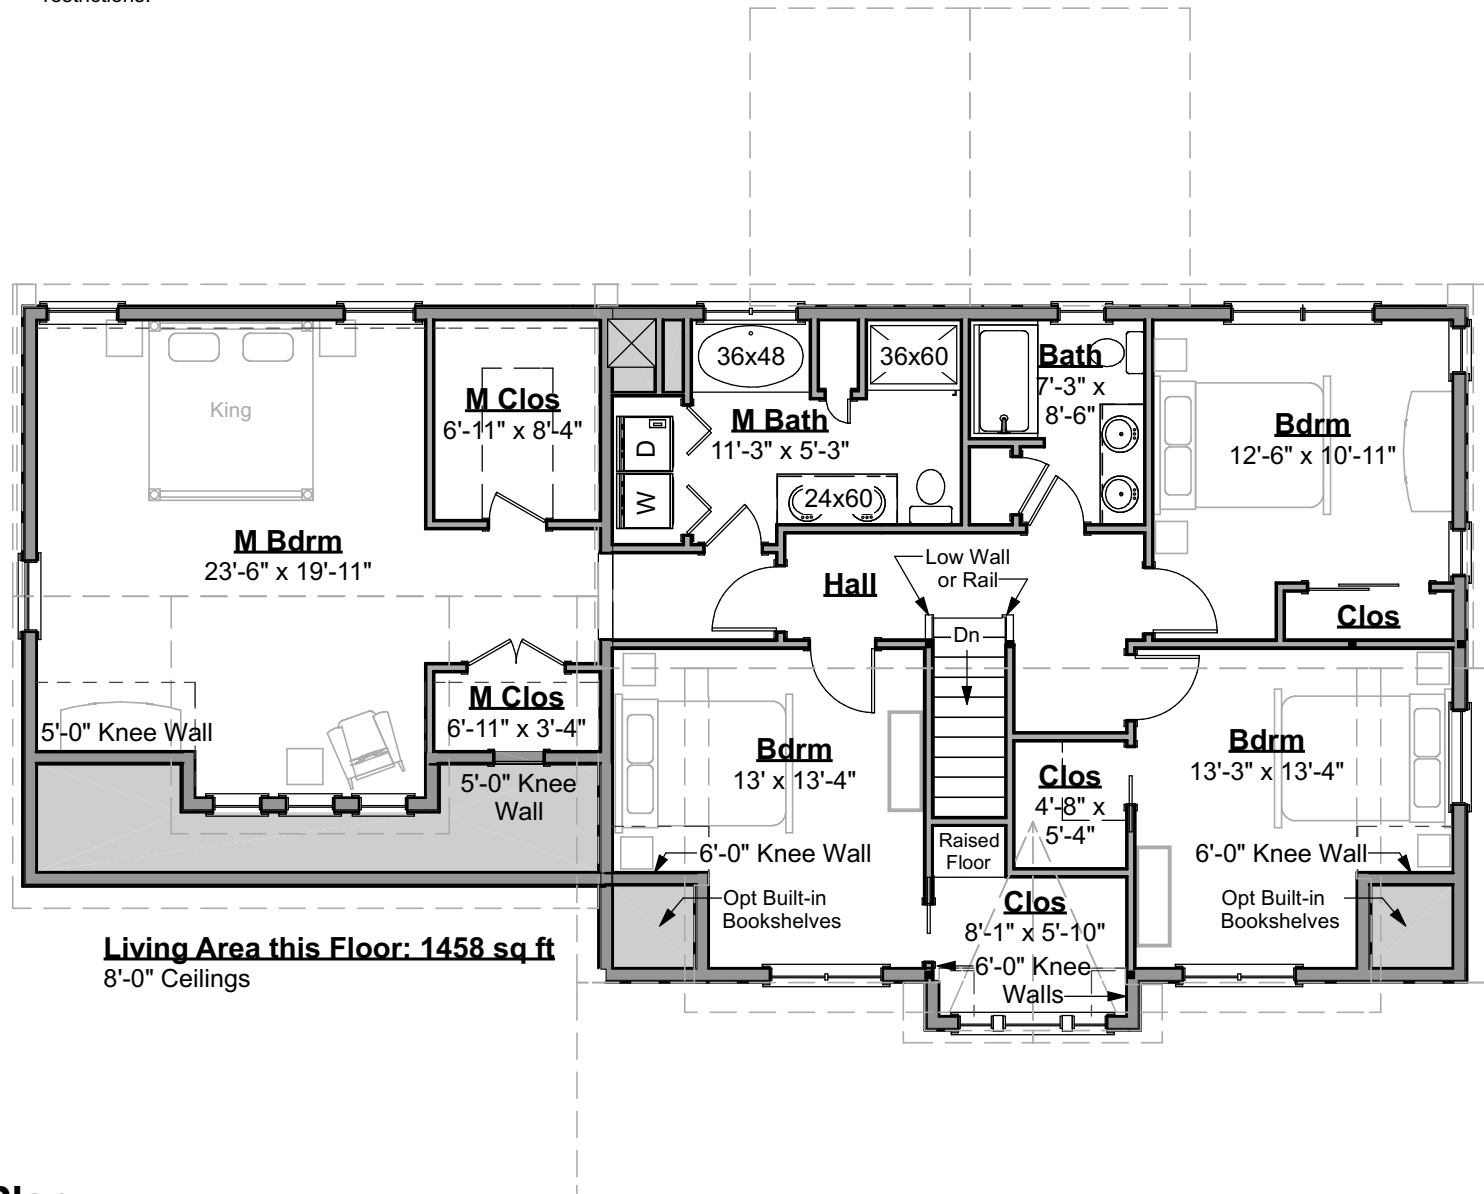 36x48
36x60
Bath
7'-3" x
8'-6"
King
M Clos
6'-11" x 8'-4"
M Bath
11'-3" x 5'-3"
Bdrm
12'-6" x 10'-11"
D
W
24x60
M Bdrm
23'-6" x 19'-11"
Hall
Low Wall
or Rail
Dn
Clos
M Clos
6'-11" x 3'-4"
5'-0" Knee Wall
5'-0" Knee
Wall
Bdrm
13' x 13'-4"
Clos
4'-8" x
5'-4"
Bdrm
13'-3" x 13'-4"
Raised
Floor
6'-0" Knee Wall
6'-0" Knee Wall
Opt Built-in
Bookshelves
Clos
8'-1" x 5'-10"
Opt Built-in
Bookshelves
6'-0" Knee
Walls
Living Area this Floor: 1458 sq ft
8'-0" Ceilings